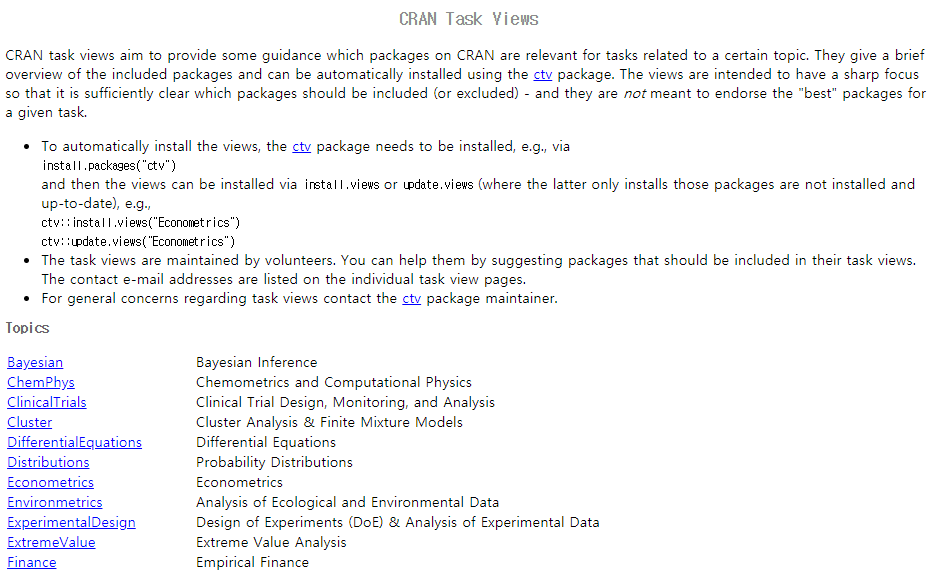 CRAN Task Views
CRAN task views aim to provide some guidance which packages on CRAN are relevant for tasks related to a certain topic. They give a brief
overview of the included packages and can be automatically installed using the ctv package. The views are intended to have a sharp focus
so that it is sufficiently clear which packages should be included (or excluded) - and they are not meant to endorse the "best" packages for
a given task.
• To automatically install the views, the ctv package needs to be installed, e.g., via
install.packages("ctv")
and then the views can be installed via install.views or update.views (where the latter only installs those packages are not installed and
up-to-date), e.g.,
ctv::install.views("Econometrics")
ctv::update.views("Econometrics")
• The task views are maintained by volunteers. You can help them by suggesting packages that should be included in their task views.
The contact e-mail addresses are listed on the individual task view pages.
• For general concerns regarding task views contact the ctv package maintainer.
Topics
Bayesian Bayesian Inference
ChemPhys Chemometrics and Computational Physics
ClinicalTrials Clinical Trial Design, Monitoring, and Analysis
Cluster Cluster Analysis & Finite Mixture Models
DifferentialEquations Differential Equations
Distributions Probability Distributions
Econometrics Econometrics
Environmetrics Analysis of Ecological and Environmental Data
ExperimentalDesign Design of Experiments (DoE) & Analysis of Experimental Data
ExtremeValue Extreme Value Analysis
Finance Empirical Finance